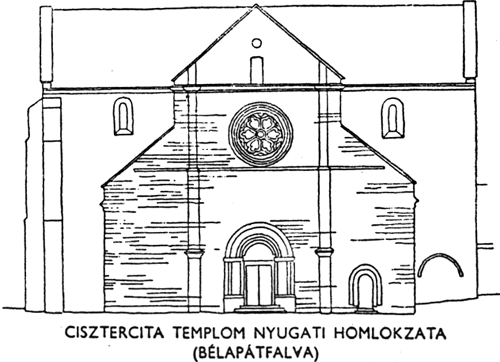 CISZTERCITA TEMPLOM NYUGATI HOMLOKZATA
(BÉLAPÁTFALVA)